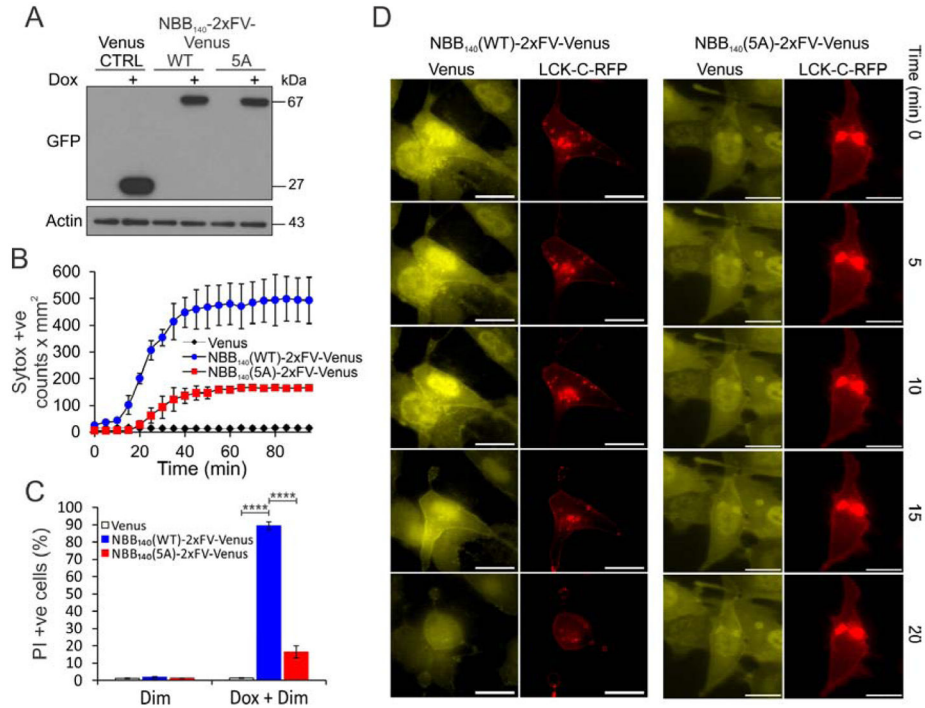 A
NBB₁₄₀-2xFV-
Venus Venus
CTRL WT 5A
Dox + + + kDa
67
GFP
27
Actin 43
B
600
500
400
300
200
100
0
Sytox +ve
counts x mm²
Venus
NBB₁₄₀(WT)-2xFV-Venus
NBB₁₄₀(5A)-2xFV-Venus
0 20 40 60 80
Time (min)
C
100
90
80
70
60
50
40
30
20
10
0
PI +ve cells (%)
Venus
NBB₁₄₀(WT)-2xFV-Venus
NBB₁₄₀(5A)-2xFV-Venus
**** ****
Dim Dox + Dim
D
NBB₁₄₀(WT)-2xFV-Venus NBB₁₄₀(5A)-2xFV-Venus
Venus LCK-C-RFP Venus LCK-C-RFP
Time (min)
0
5
10
15
20